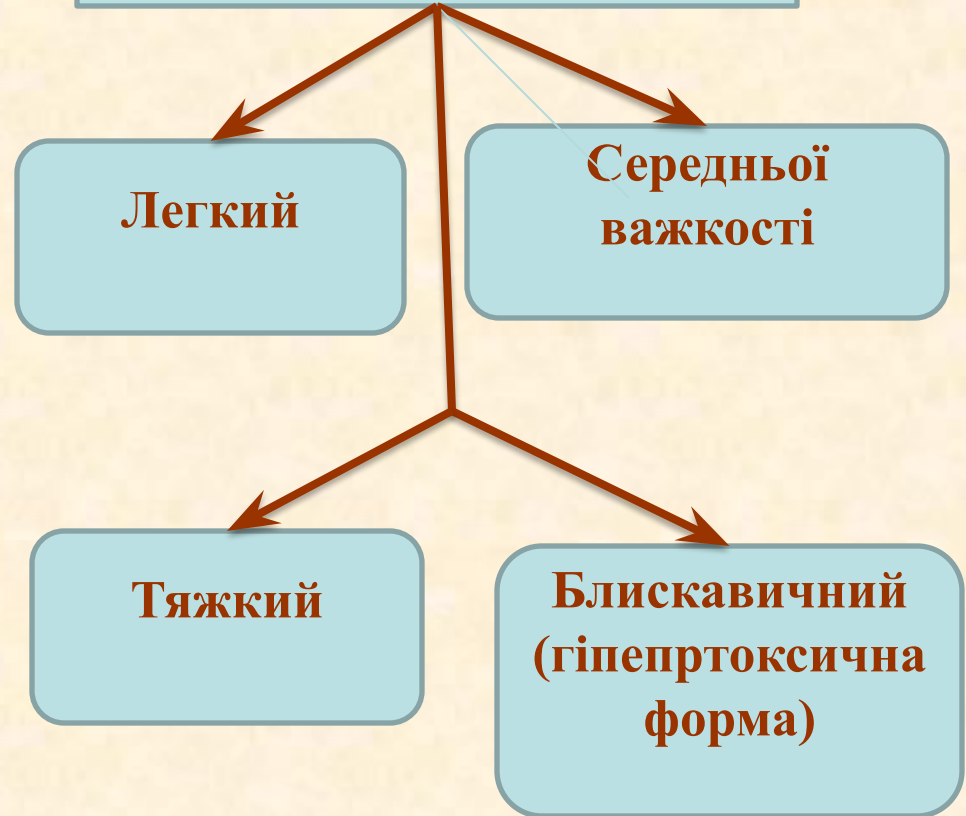 Легкий
Середньої
важкості
Тяжкий
Блискавичний
(гіпепртоксична
форма)